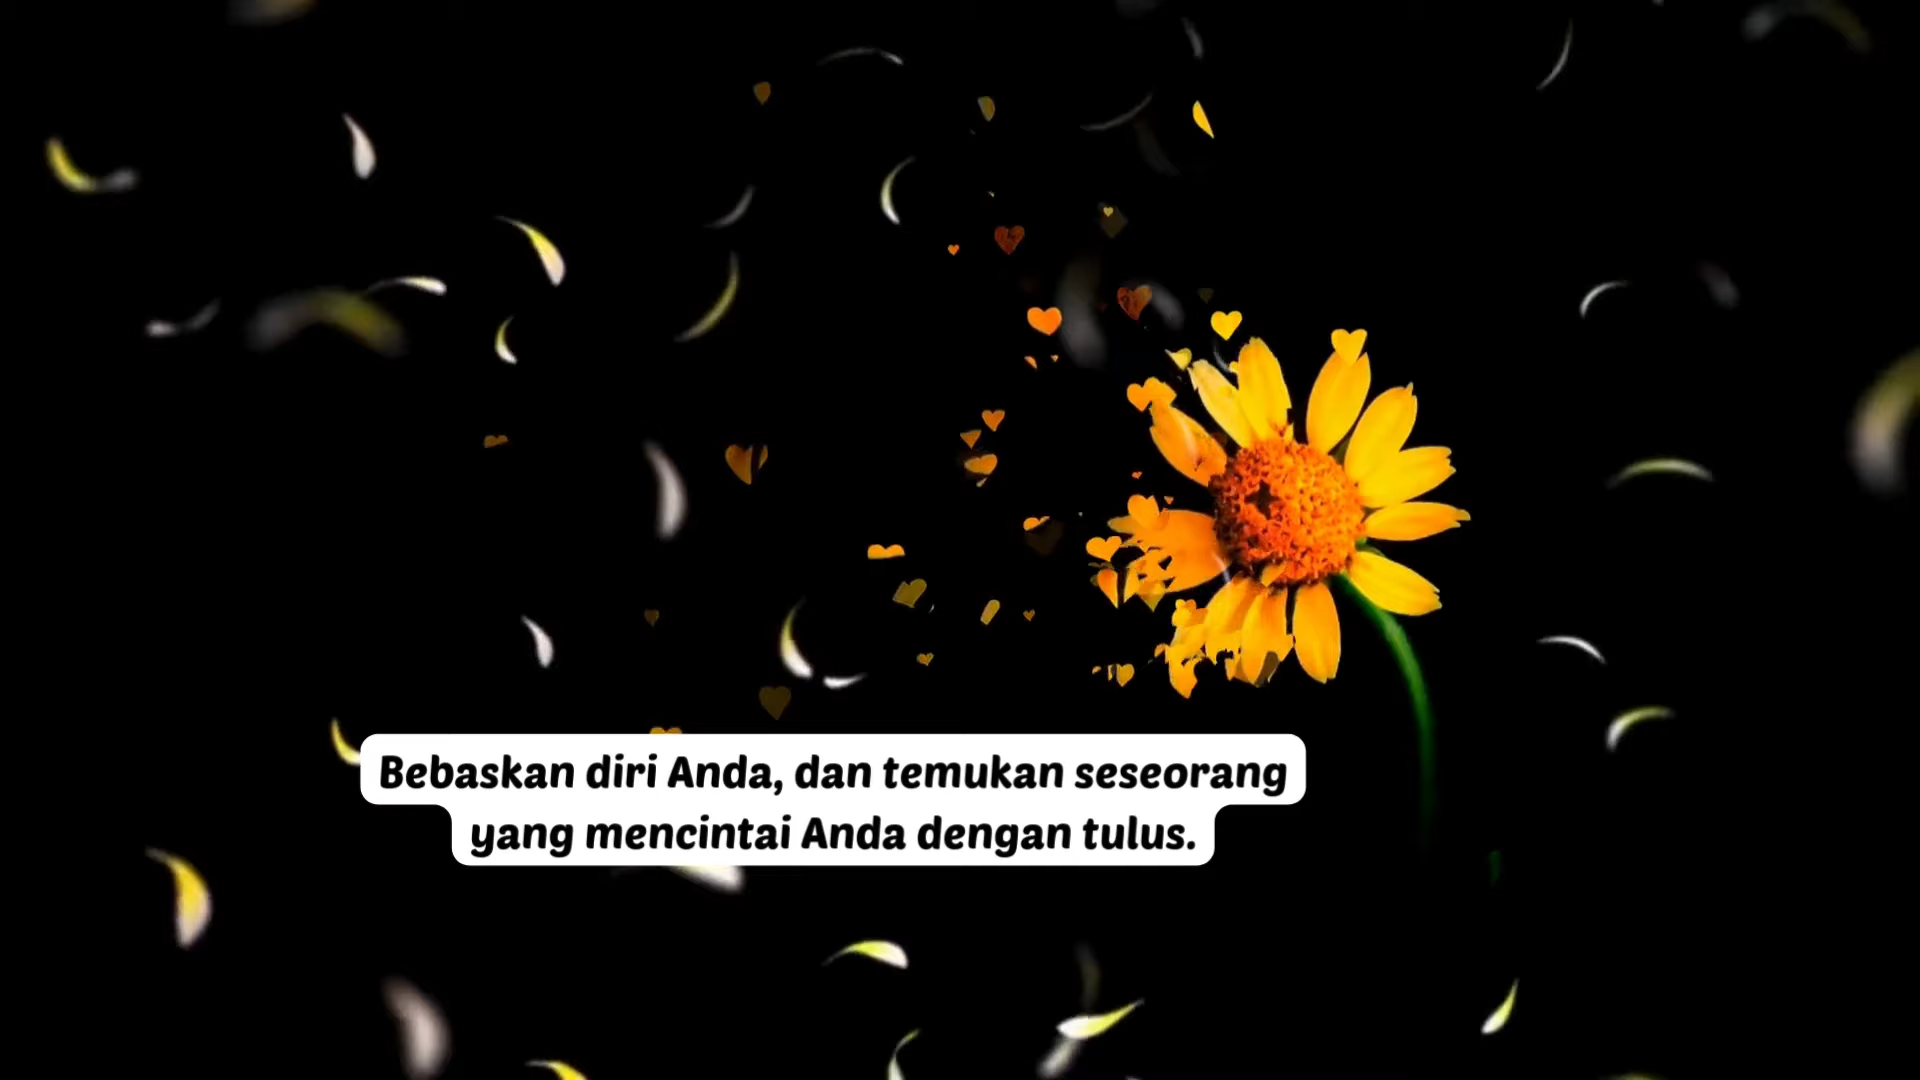 Bebaskan diri Anda, dan temukan seseorang
yang mencintai Anda dengan tulus.